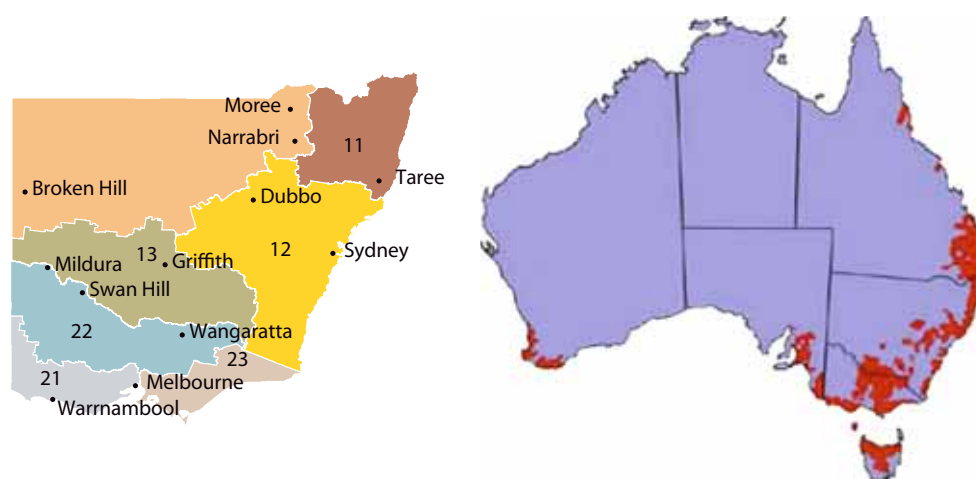 Moree
Narrabri
11
Broken Hill
Taree
Dubbo
12
Sydney
13
Griffith
Mildura
Swan Hill
22
Wangaratta
23
21
Melbourne
Warrnambool